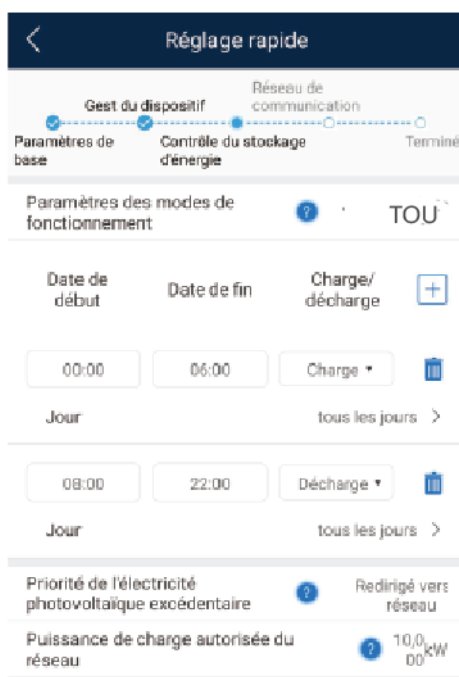 Réglage rapide
Réseau de
Gest du dispositif communication
Paramètres de Contrôle du stockage Terminé
base d'énergie
Paramètres des modes de
fonctionnement TOU
Date de Charge/
début Date de fin décharge
00:00 06:00 Charge
Jour tous les jours
08:00 22:00 Décharge
Jour tous les jours
Priorité de l'électricité Redirigé vers
photovoltaïque excédentaire réseau
Puissance de charge autorisée du 10,0
réseau 00 kW